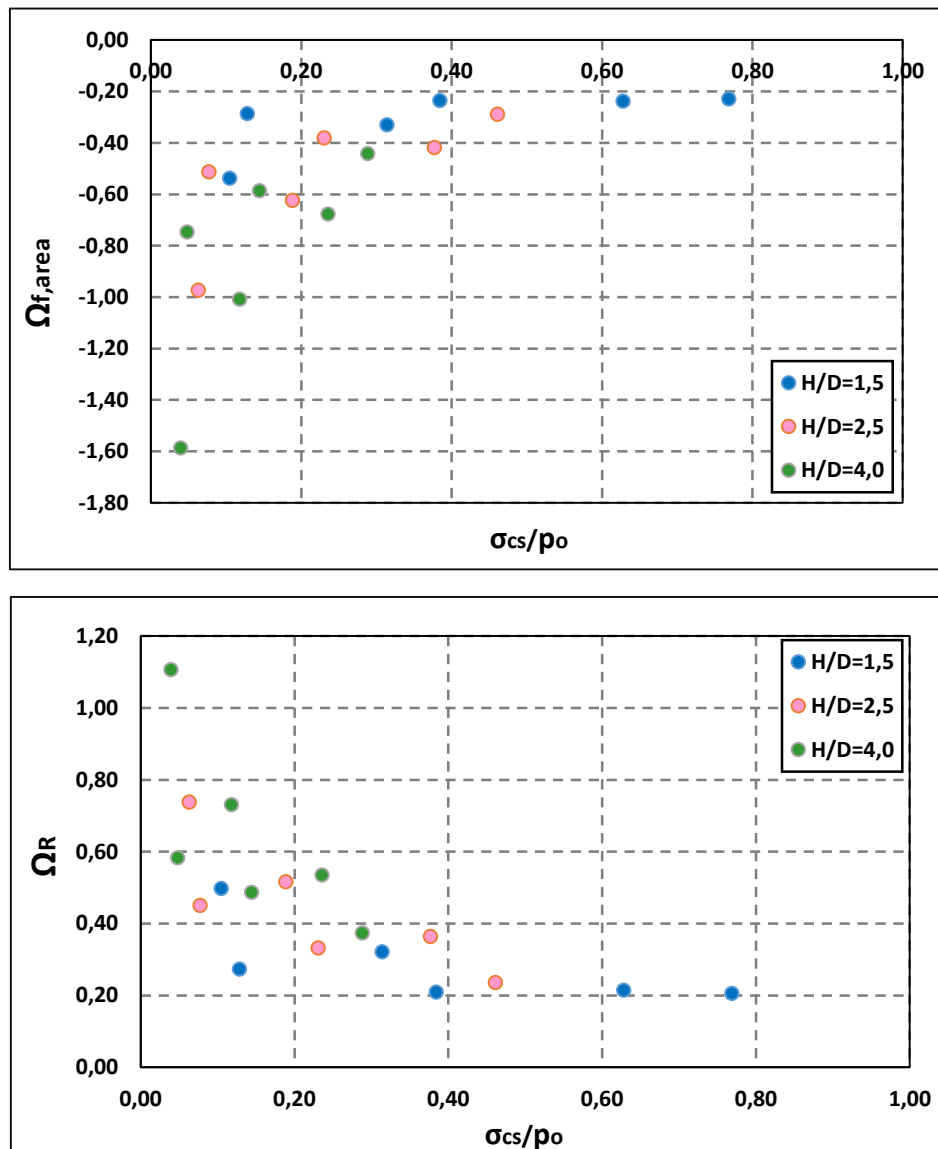 0,00
0,00 0,20 0,40 0,60 0,80 1,00
-0,20
-0,40
-0,60
-0,80
-1,00
-1,20
-1,40
-1,60
-1,80
Ωf,area
H/D=1,5
H/D=2,5
H/D=4,0
σcs/po
1,20
1,00
0,80
0,60
0,40
0,20
0,00
ΩR
H/D=1,5
H/D=2,5
H/D=4,0
0,00 0,20 0,40 0,60 0,80 1,00
σcs/po